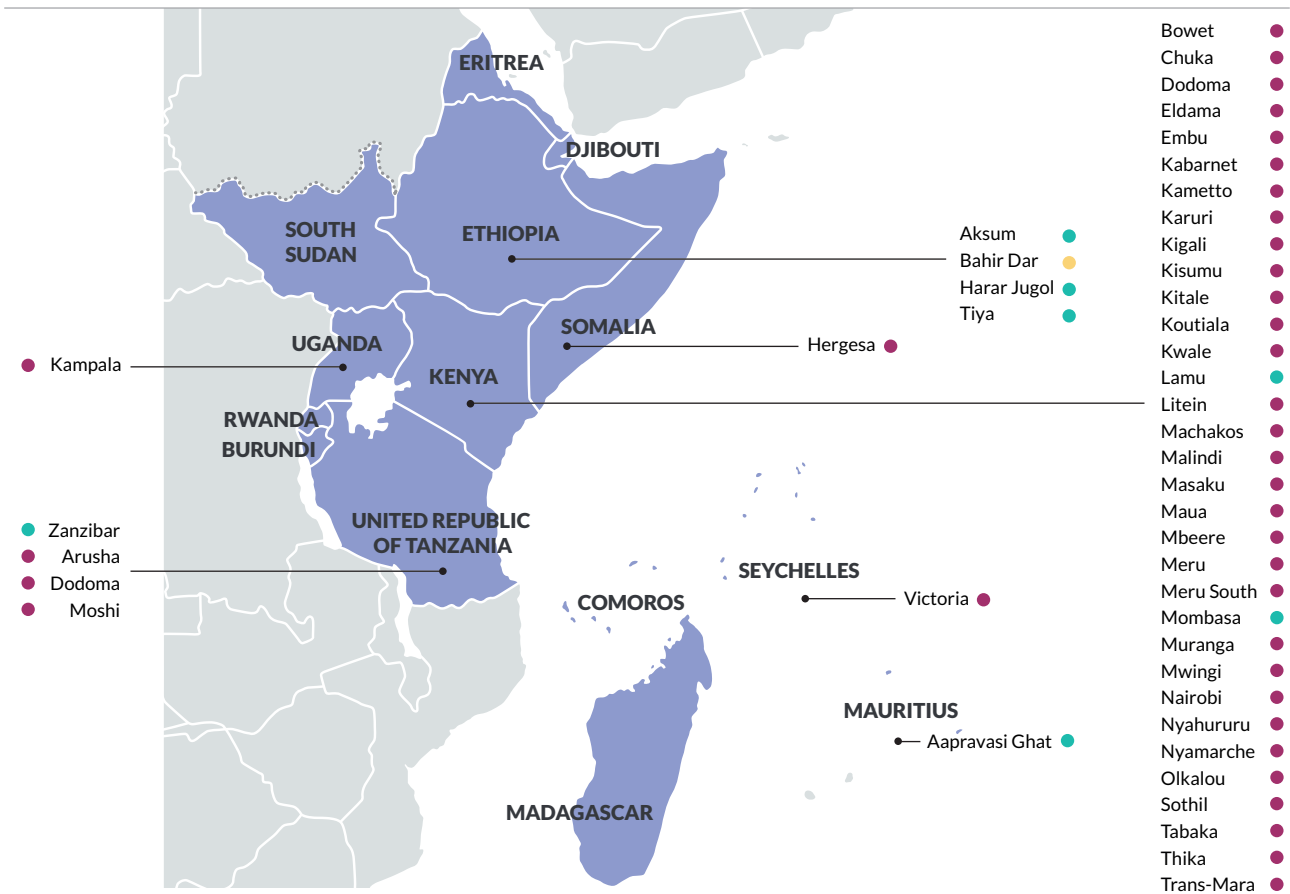 ERITREA
DJIBOUTI
SOUTH
SUDAN
ETHIOPIA
Aksum
Bahir Dar
Harar Jugol
Tiya
SOMALIA
Hergesa
UGANDA
Kampala
KENYA
RWANDA
BURUNDI
UNITED REPUBLIC
OF TANZANIA
Zanzibar
Arusha
Dodoma
Moshi
SEYCHELLES
Victoria
COMOROS
MAURITIUS
Aapravasi Ghat
MADAGASCAR
Bowet
Chuka
Dodoma
Eldama
Embu
Kabarnet
Kametto
Karuri
Kigali
Kisumu
Kitale
Koutiala
Kwale
Lamu
Litein
Machakos
Malindi
Masaku
Maua
Mbeere
Meru
Meru South
Mombasa
Muranga
Mwingi
Nairobi
Nyahururu
Nyamarche
Olkalou
Sothil
Tabaka
Thika
Trans-Mara